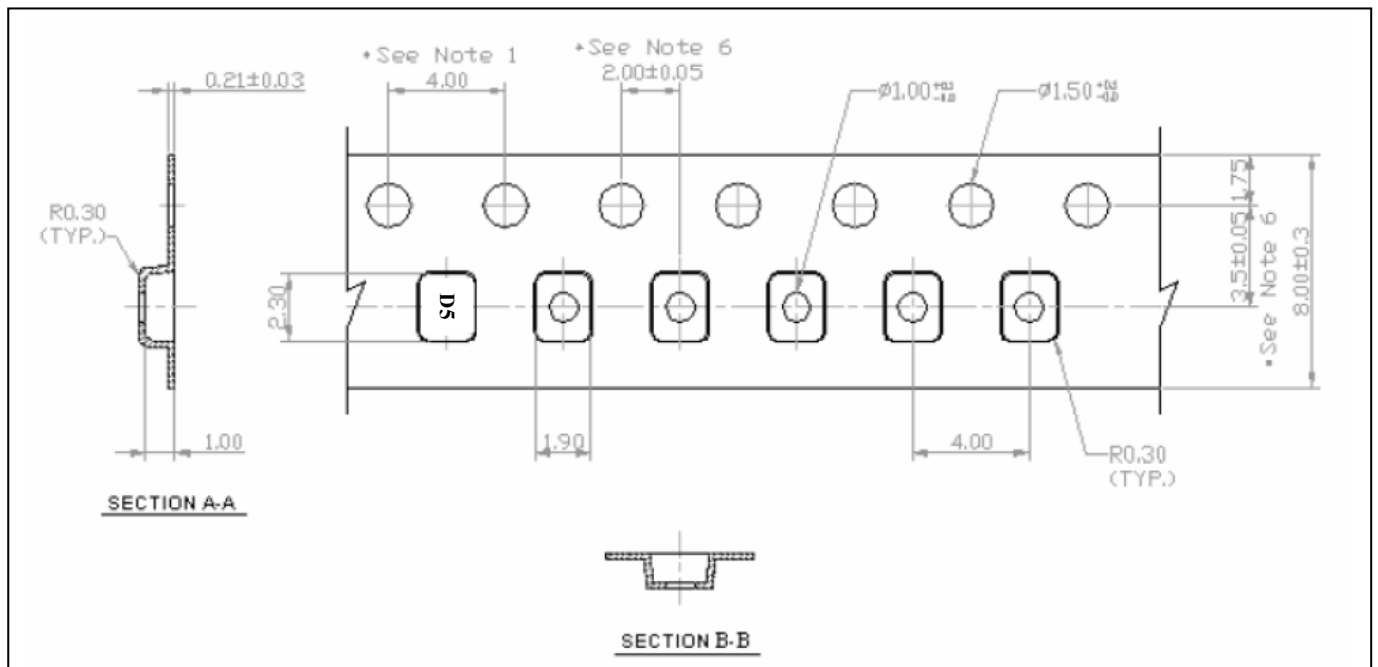 *See Note 1
4.00
*See Note 6
2.00±0.05
0.21±0.03
Ø1.00
Ø1.50
R0.30
(TYP.)
1.75
3.5±0.05
*See Note 6
8.00±0.3
2.30
D5
1.00
1.90
4.00
R0.30
(TYP.)
SECTION A-A
SECTION B-B